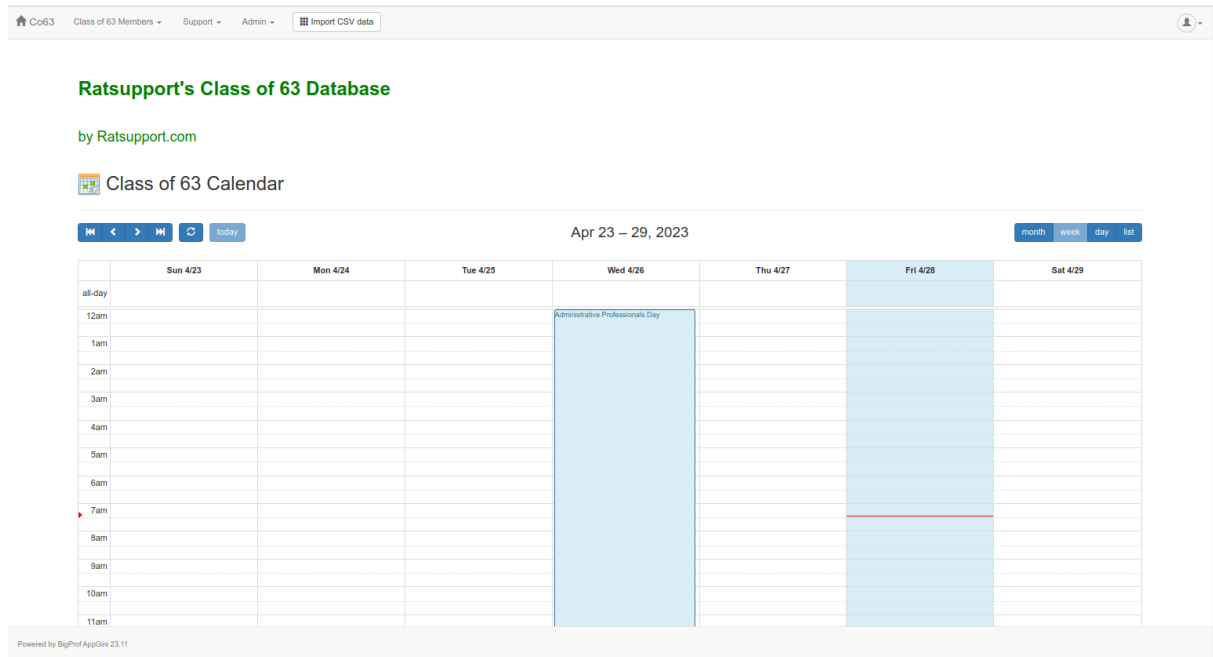 Co63 Class of 63 Members Support Admin Import CSV data
Ratsupport's Class of 63 Database
by Ratsupport.com
Class of 63 Calendar
today Apr 23 – 29, 2023 month week day list
Sun 4/23 Mon 4/24 Tue 4/25 Wed 4/26 Thu 4/27 Fri 4/28 Sat 4/29
all-day
12am Administrative Professionals Day
1am
2am
3am
4am
5am
6am
7am
8am
9am
10am
11am
Powered by BigProf AppGini 23.11